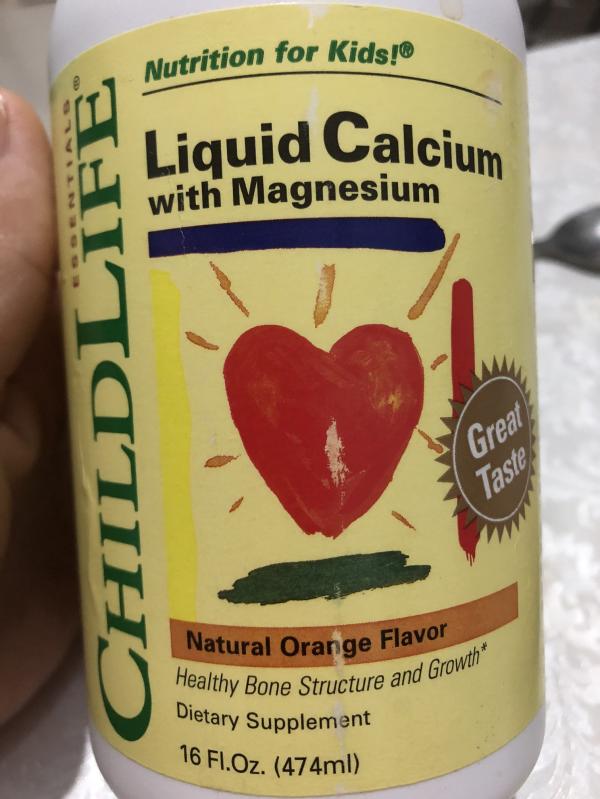 Nutrition for Kids!®
CHILDLIFE®
ESSENTIALS
Liquid Calcium
with Magnesium
Great
Taste
Natural Orange Flavor
Healthy Bone Structure and Growth*
Dietary Supplement
16 Fl.Oz. (474ml)